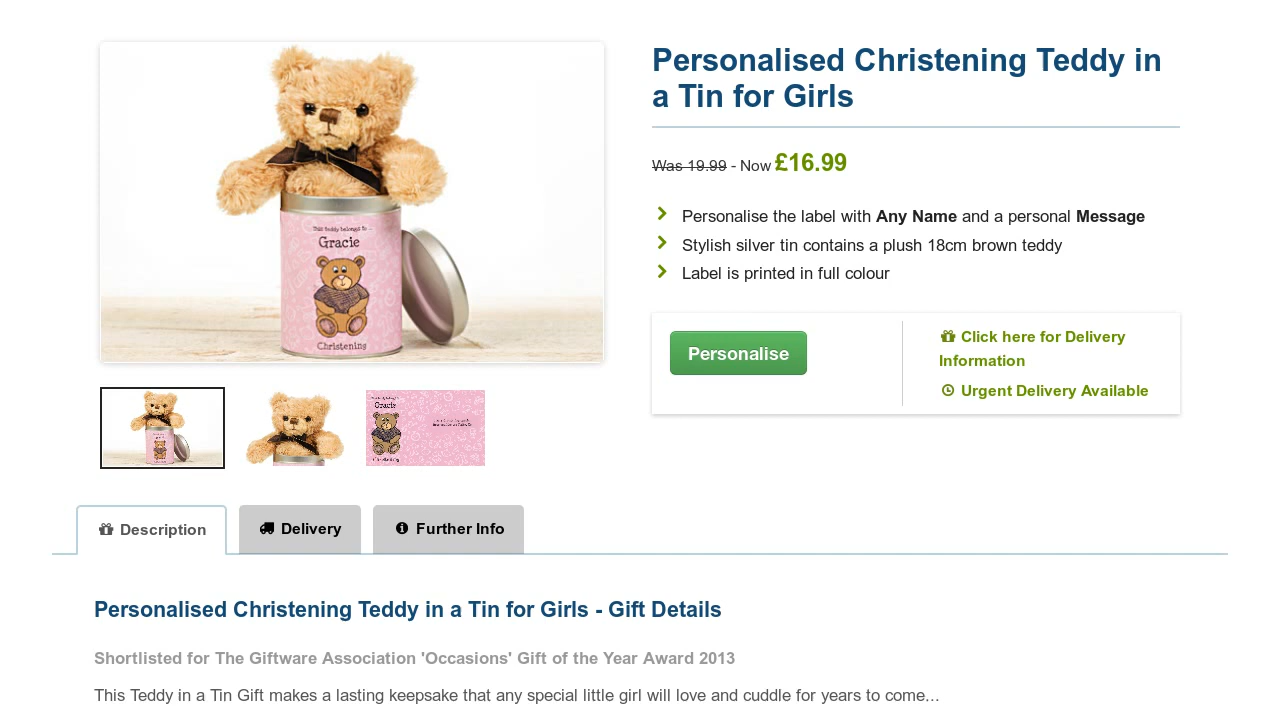 Personalised Christening Teddy in
a Tin for Girls
Was 19.99 - Now £16.99
Personalise the label with Any Name and a personal Message
Stylish silver tin contains a plush 18cm brown teddy
Label is printed in full colour
This teddy belongs to ...
Gracie
Christening
Personalise
Click here for Delivery
Information
Urgent Delivery Available
Gracie
Christening
Description
Delivery
Further Info
Personalised Christening Teddy in a Tin for Girls - Gift Details
Shortlisted for The Giftware Association 'Occasions' Gift of the Year Award 2013
This Teddy in a Tin Gift makes a lasting keepsake that any special little girl will love and cuddle for years to come...